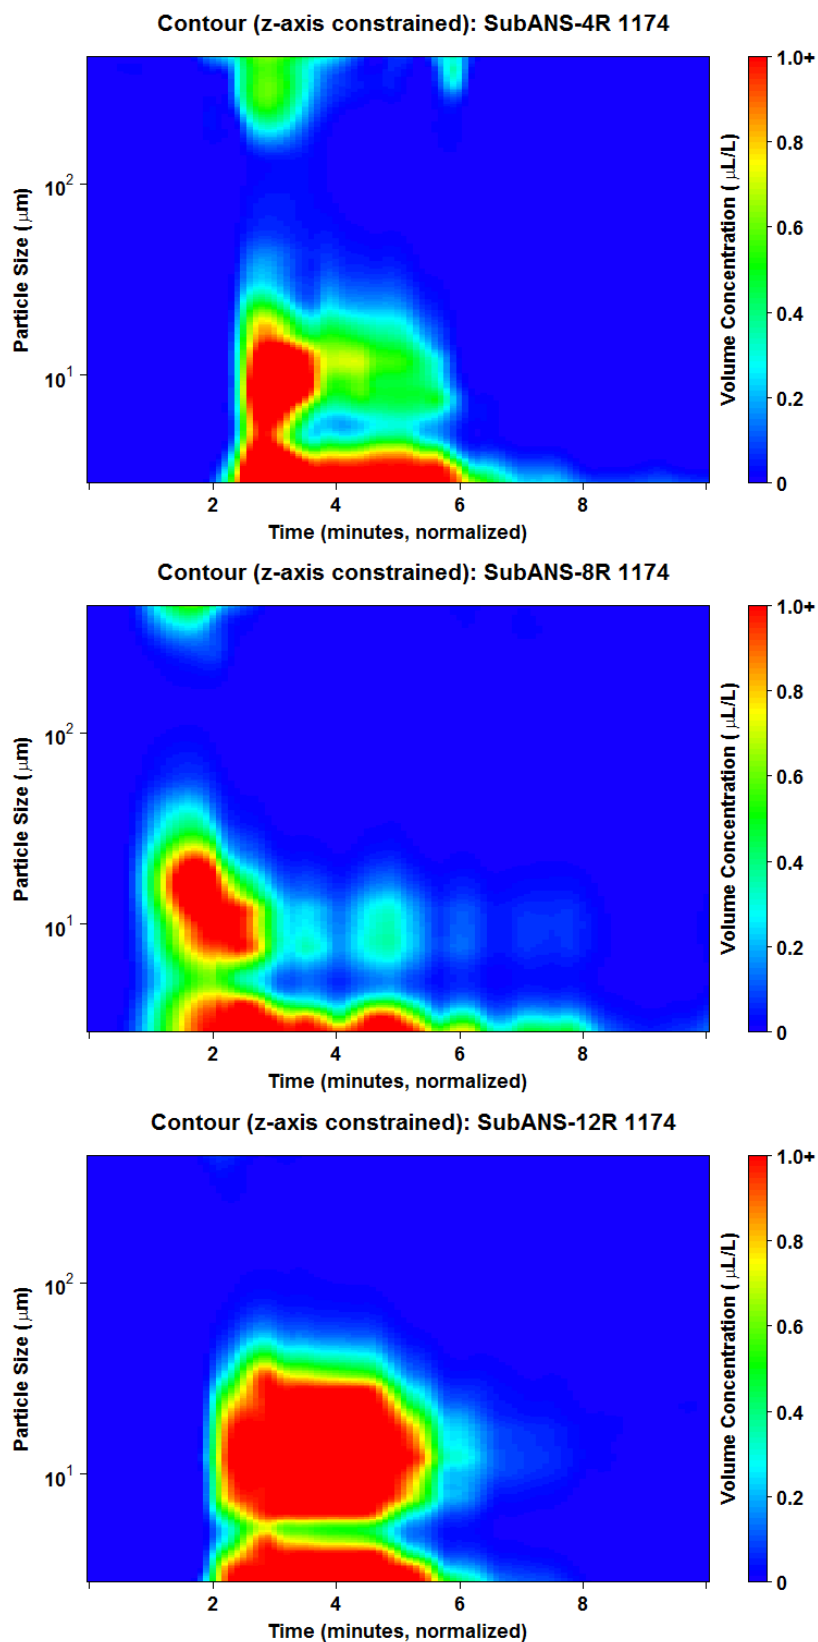 Contour (z-axis constrained): SubANS-4R 1174
1.0+
0.8
0.6
0.4
0.2
0
Volume Concentration ( μL/L)
10²
10¹
Particle Size (μm)
2 4 6 8
Time (minutes, normalized)
Contour (z-axis constrained): SubANS-8R 1174
1.0+
0.8
0.6
0.4
0.2
0
Volume Concentration ( μL/L)
10²
10¹
Particle Size (μm)
2 4 6 8
Time (minutes, normalized)
Contour (z-axis constrained): SubANS-12R 1174
1.0+
0.8
0.6
0.4
0.2
0
Volume Concentration ( μL/L)
10²
10¹
Particle Size (μm)
2 4 6 8
Time (minutes, normalized)